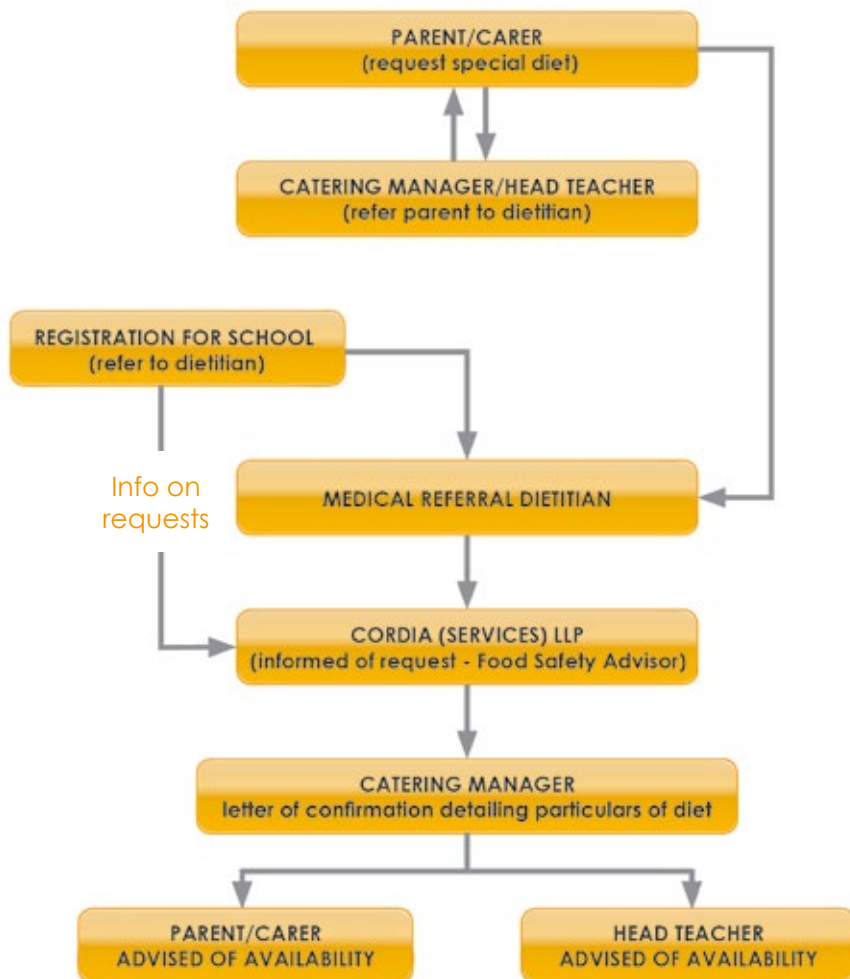 PARENT/CARER
(request special diet)
CATERING MANAGER/HEAD TEACHER
(refer parent to dietitian)
REGISTRATION FOR SCHOOL
(refer to dietitian)
Info on
requests
MEDICAL REFERRAL DIETITIAN
CORDIA (SERVICES) LLP
(informed of request - Food Safety Advisor)
CATERING MANAGER
letter of confirmation detailing particulars of diet
PARENT/CARER
ADVISED OF AVAILABILITY
HEAD TEACHER
ADVISED OF AVAILABILITY